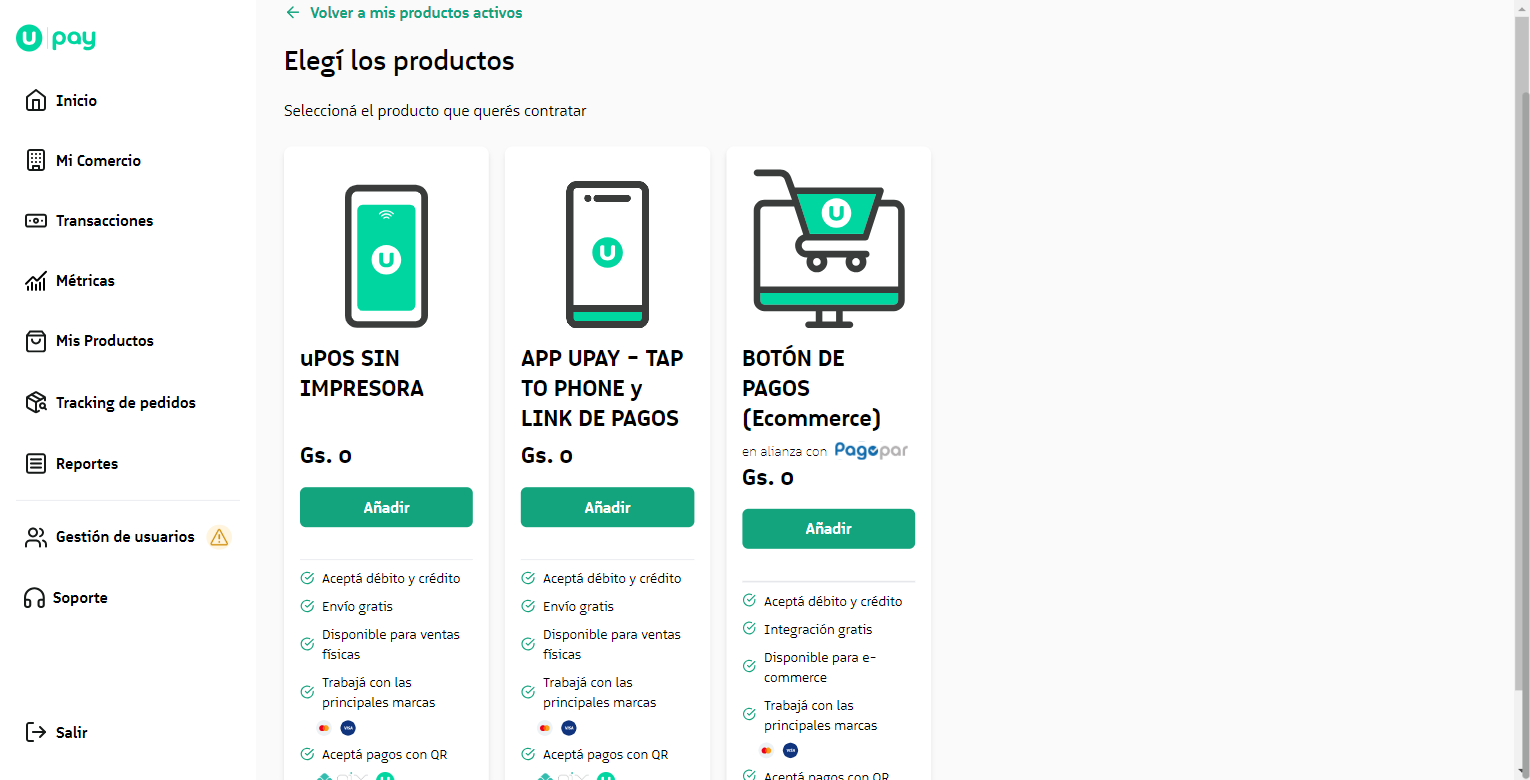 U pay
Inicio
Mi Comercio
Transacciones
Métricas
Mis Productos
Tracking de pedidos
Reportes
Gestión de usuarios
Soporte
Salir
Volver a mis productos activos
Elegí los productos
Seleccioná el producto que querés contratar
U
uPOS SIN
IMPRESORA
Gs. 0
Añadir
Aceptá débito y crédito
Envío gratis
Disponible para ventas
físicas
Trabajá con las
principales marcas
VISA
Aceptá pagos con QR
U
APP UPAY - TAP
TO PHONE y
LINK DE PAGOS
Gs. 0
Añadir
Aceptá débito y crédito
Envío gratis
Disponible para ventas
físicas
Trabajá con las
principales marcas
VISA
Aceptá pagos con QR
U
BOTÓN DE
PAGOS
(Ecommerce)
en alianza con Pagopar
Gs. 0
Añadir
Aceptá débito y crédito
Integración gratis
Disponible para e-
commerce
Trabajá con las
principales marcas
VISA
Aceptá pagos con QR